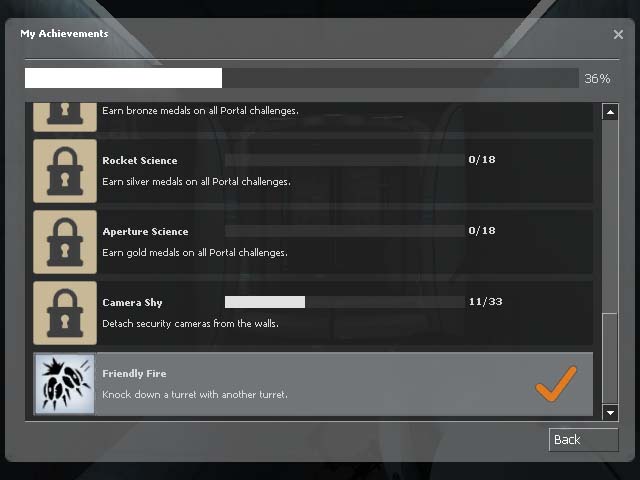 My Achievements
36%
Earn bronze medals on all Portal challenges.
Rocket Science 0/18
Earn silver medals on all Portal challenges.
Aperture Science 0/18
Earn gold medals on all Portal challenges.
Camera Shy 11/33
Detach security cameras from the walls.
Friendly Fire
Knock down a turret with another turret.
Back